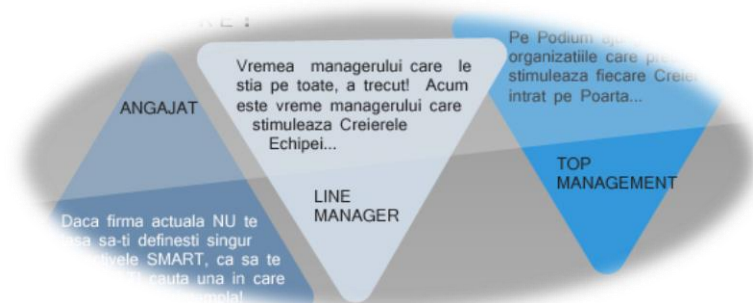 ANGAJAT
Daca firma actuala NU te
sa-ti definesti singur
SMART, ca sa te
cauta una in care
Vremea managerului care le
stia pe toate, a trecut! Acum
este vreme managerului care
stimuleaza Creierele
Echipei...
LINE
MANAGER
Pe Podium
organizatiile care
stimuleaza fiecare
intrat pe Poarta...
TOP
MANAGEMENT